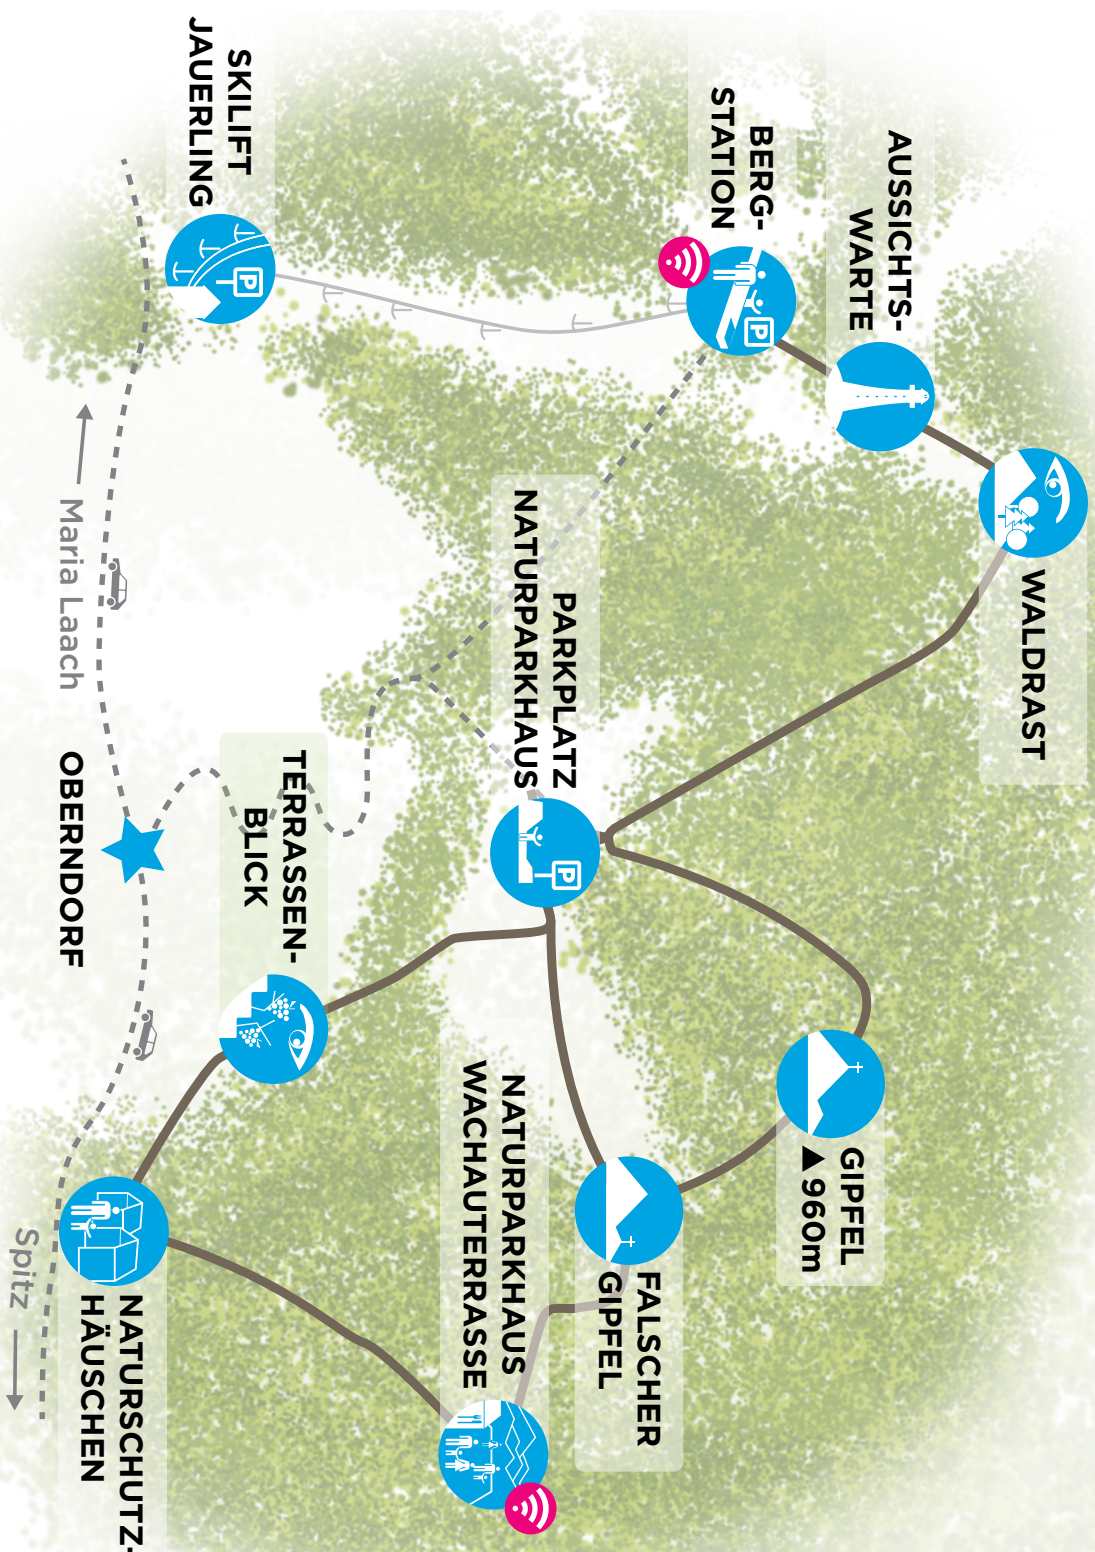 SKILIFT
JAUERLING
BERG-
STATION
AUSSICHTS-
WARTE
WALDRAST
PARKPLATZ
NATURPARKHAUS
Maria Laach
OBERNDORF
TERRASSEN-
BLICK
GIPFEL
▲960m
FALSCHER
GIPFEL
NATURPARKHAUS
WACHAUTERRASSE
NATURSCHUTZ-
HÄUSCHEN
Spitz
P
P
P